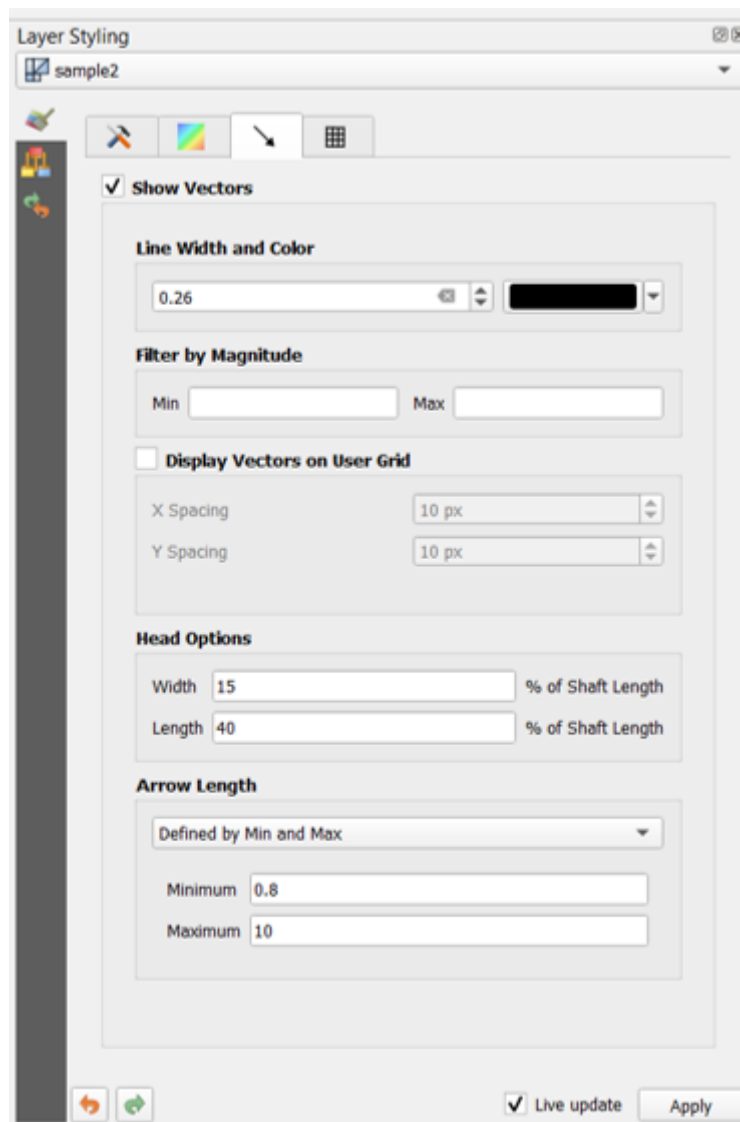 Layer Styling
sample2
Show Vectors
Line Width and Color
0.26
Filter by Magnitude
Min Max
Display Vectors on User Grid
X Spacing 10 px
Y Spacing 10 px
Head Options
Width 15 % of Shaft Length
Length 40 % of Shaft Length
Arrow Length
Defined by Min and Max
Minimum 0.8
Maximum 10
Live update Apply